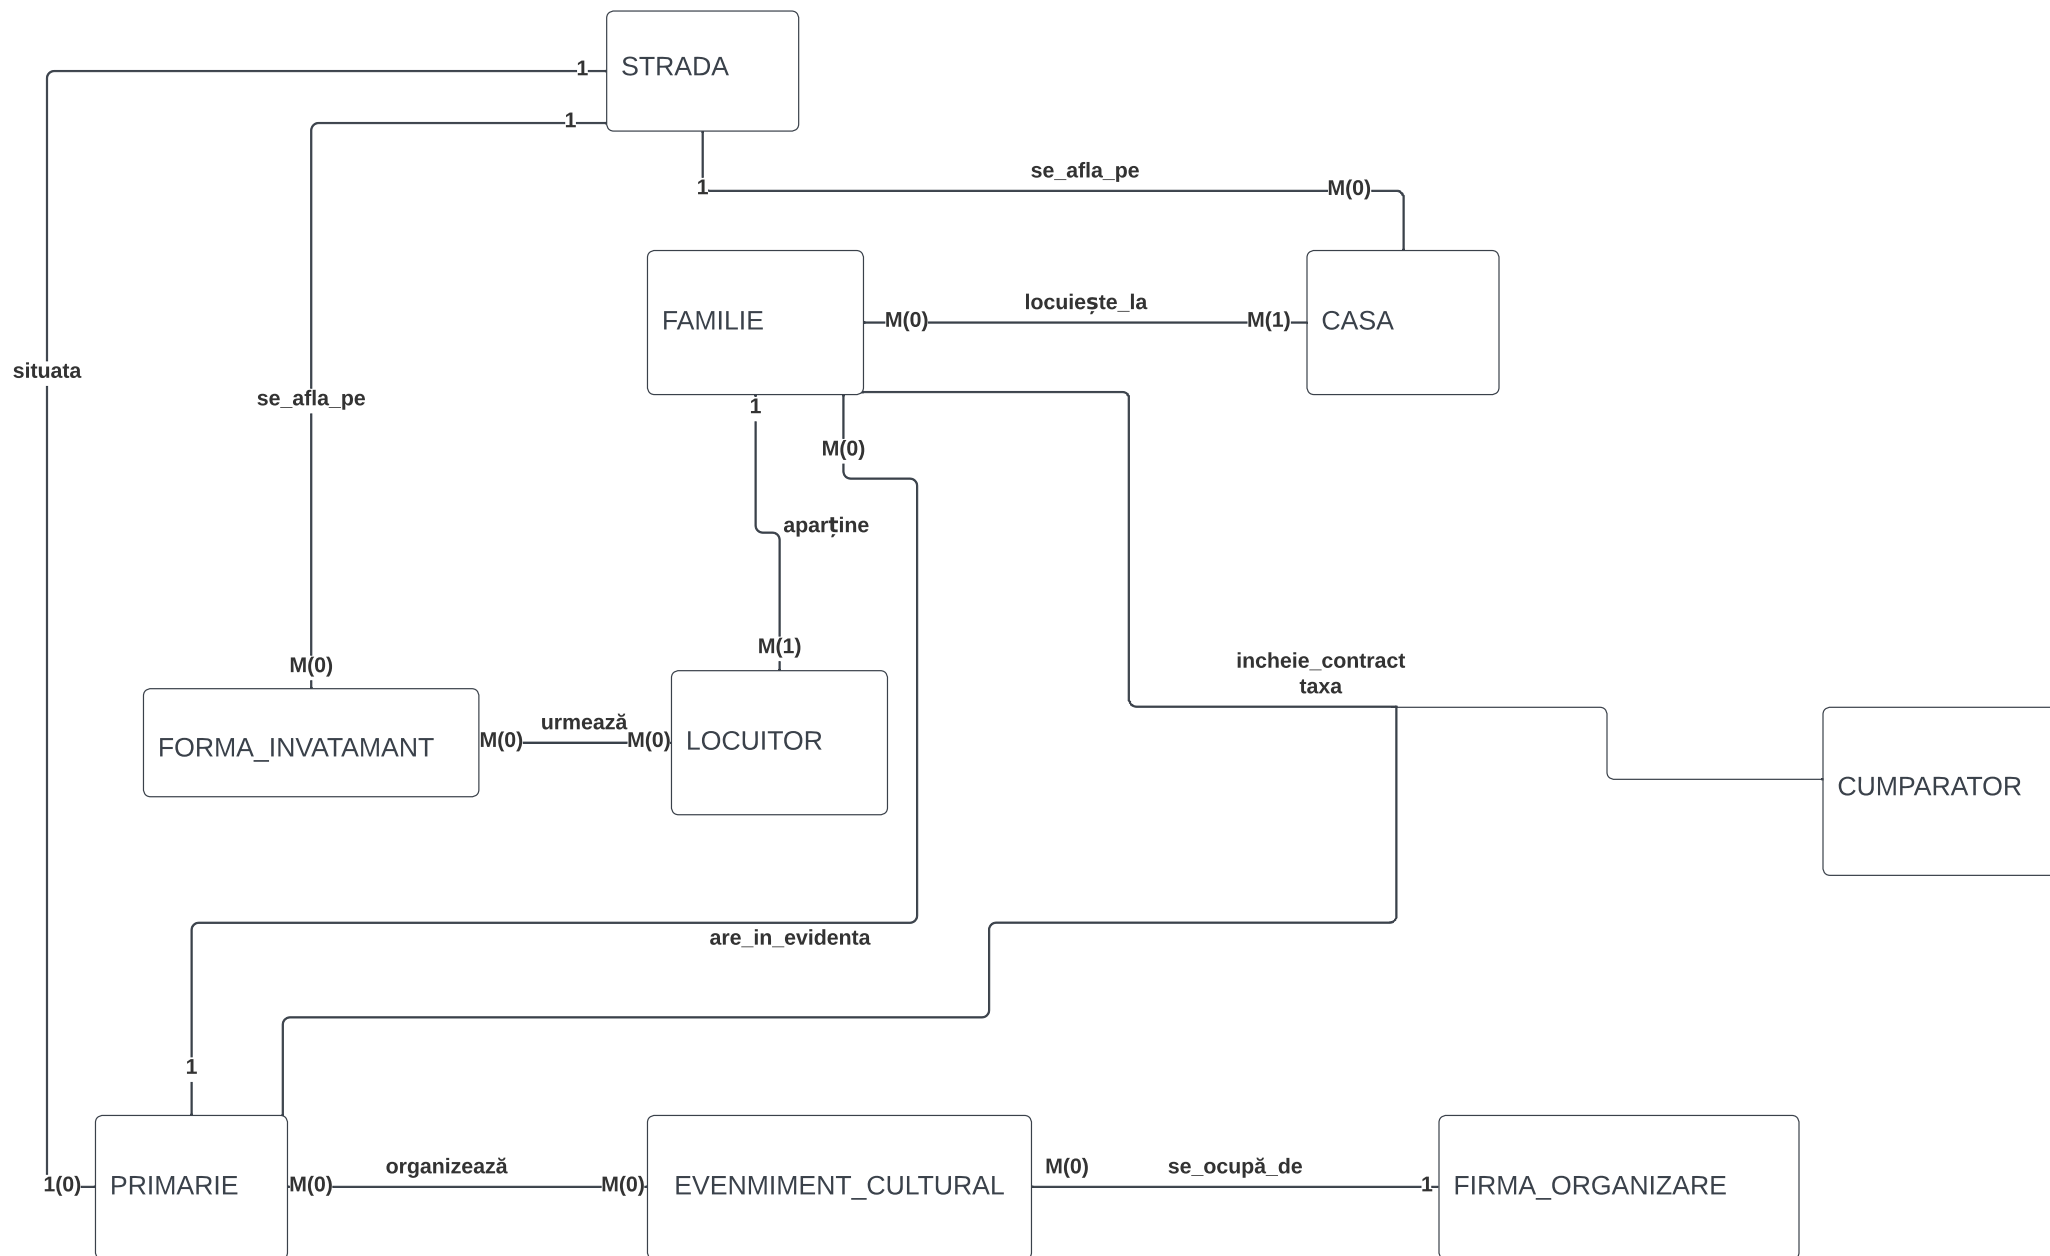 STRADA
1
1
1
se_afla_pe
M(0)
FAMILIE
M(0)
locuiește_la
M(1)
CASA
situata
se_afla_pe
1
M(0)
aparține
M(1)
M(0)
incheie_contract
taxa
FORMA_INVATAMANT
M(0)
urmează
M(0)
LOCUITOR
CUMPARATOR
are_in_evidenta
1
1(0)
PRIMARIE
M(0)
organizează
M(0)
EVENMIMENT_CULTURAL
M(0)
se_ocupă_de
1
FIRMA_ORGANIZARE